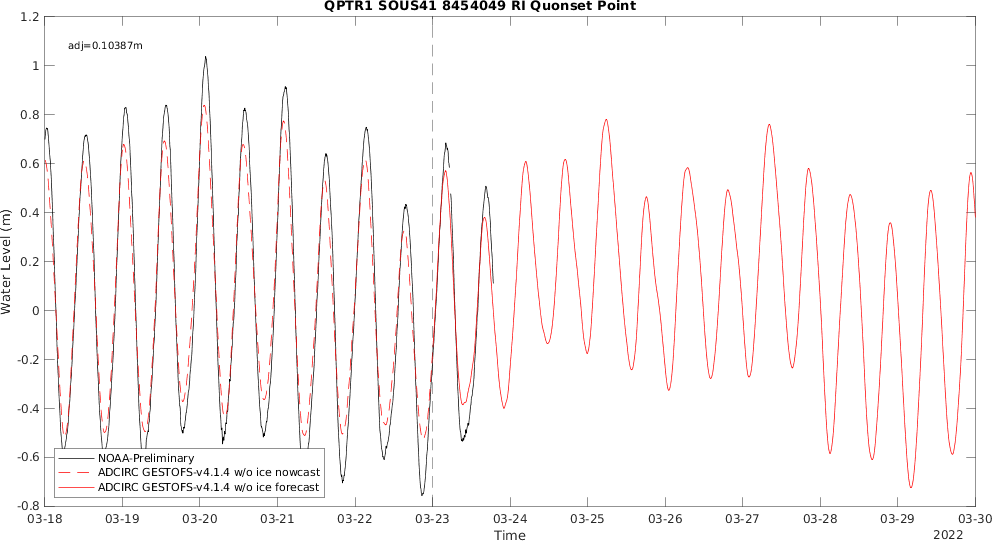 QPTR1 SOUS41 8454049 RI Quonset Point
1.2
1
0.8
0.6
0.4
0.2
0
-0.2
-0.4
-0.6
-0.8
Water Level (m)
adj=0.10387m
NOAA-Preliminary
ADCIRC GESTOFS-v4.1.4 w/o ice nowcast
ADCIRC GESTOFS-v4.1.4 w/o ice forecast
03-18 03-19 03-20 03-21 03-22 03-23 03-24 03-25 03-26 03-27 03-28 03-29 03-30
Time
2022